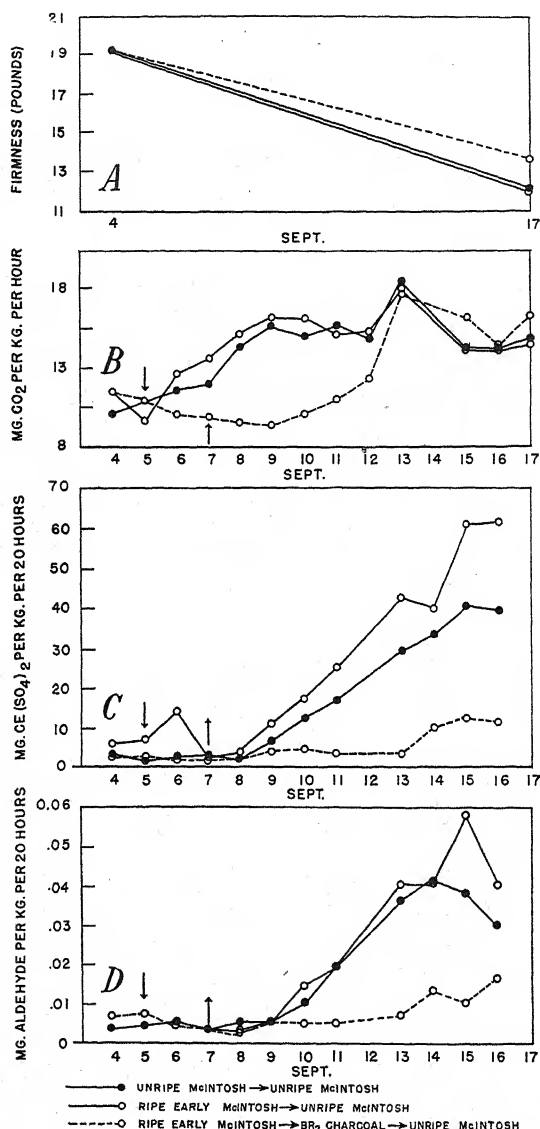 FIRMNESS (POUNDS)
21
19
17
15
13
11
A
4
17
SEPT.
MG. CO2 PER KG. PER HOUR
18
13
8
B
4 5 6 7 8 9 10 11 12 13 14 15 16 17
SEPT.
MG. CE(SO4)2 PER KG. PER 20 HOURS
70
60
50
40
30
20
10
0
C
4 5 6 7 8 9 10 11 12 13 14 15 16 17
SEPT.
MG. ALDEHYDE PER KG. PER 20 HOURS
0.06
.05
.04
.03
.02
.01
0
D
4 5 6 7 8 9 10 11 12 13 14 15 16 17
SEPT.
UNRIPE McINTOSH→UNRIPE McINTOSH
RIPE EARLY McINTOSH→UNRIPE McINTOSH
RIPE EARLY McINTOSH→BR2 CHARCOAL→UNRIPE McINTOSH